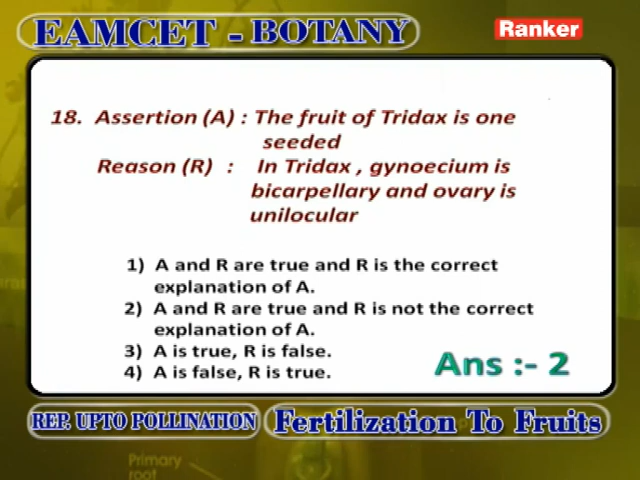 EAMCET - BOTANY
Ranker
18. Assertion (A) : The fruit of Tridax is one
seeded
Reason (R) : In Tridax , gynoecium is
bicarpellary and ovary is
unilocular
1) A and R are true and R is the correct
explanation of A.
2) A and R are true and R is not the correct
explanation of A.
3) A is true, R is false.
4) A is false, R is true.
Ans :- 2
REP. UPTO POLLINATION
Fertilization To Fruits
Primary
root